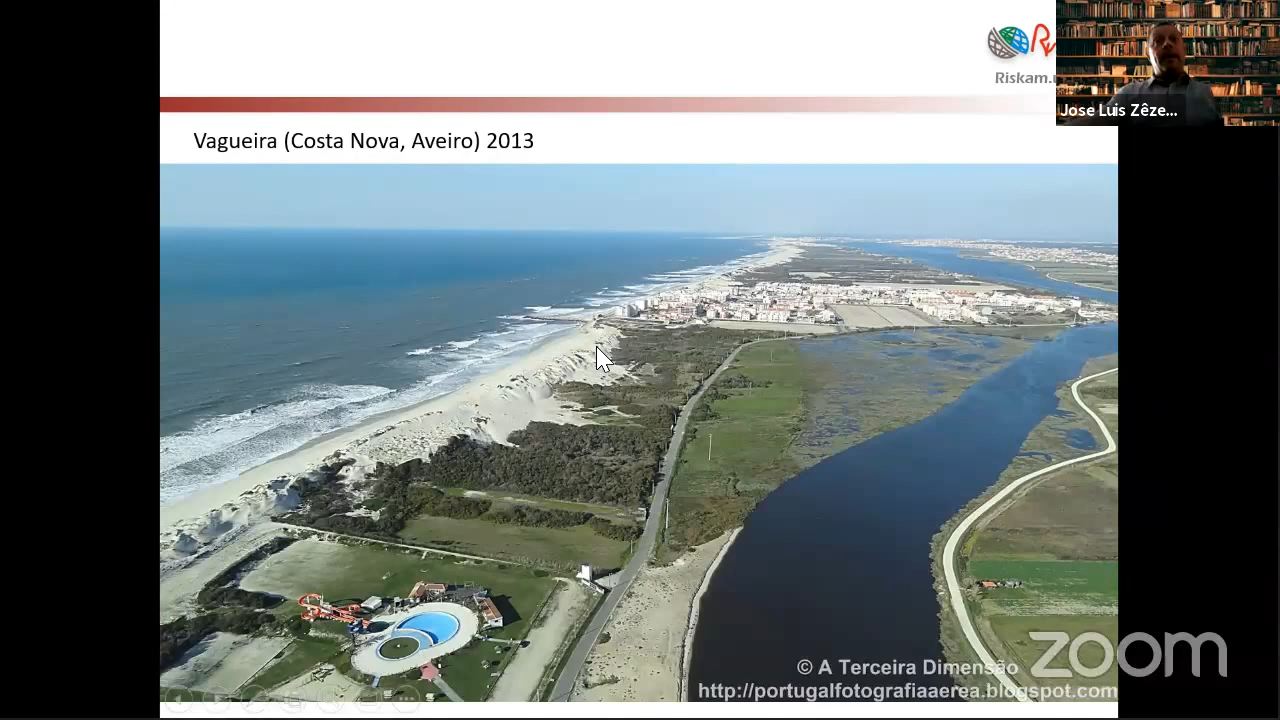 Riskam.
Jose Luis Zêze...
Vagueira (Costa Nova, Aveiro) 2013
© A Terceira Dimensão
http://portugalfotografiaaerea.blogspot.com
zoom